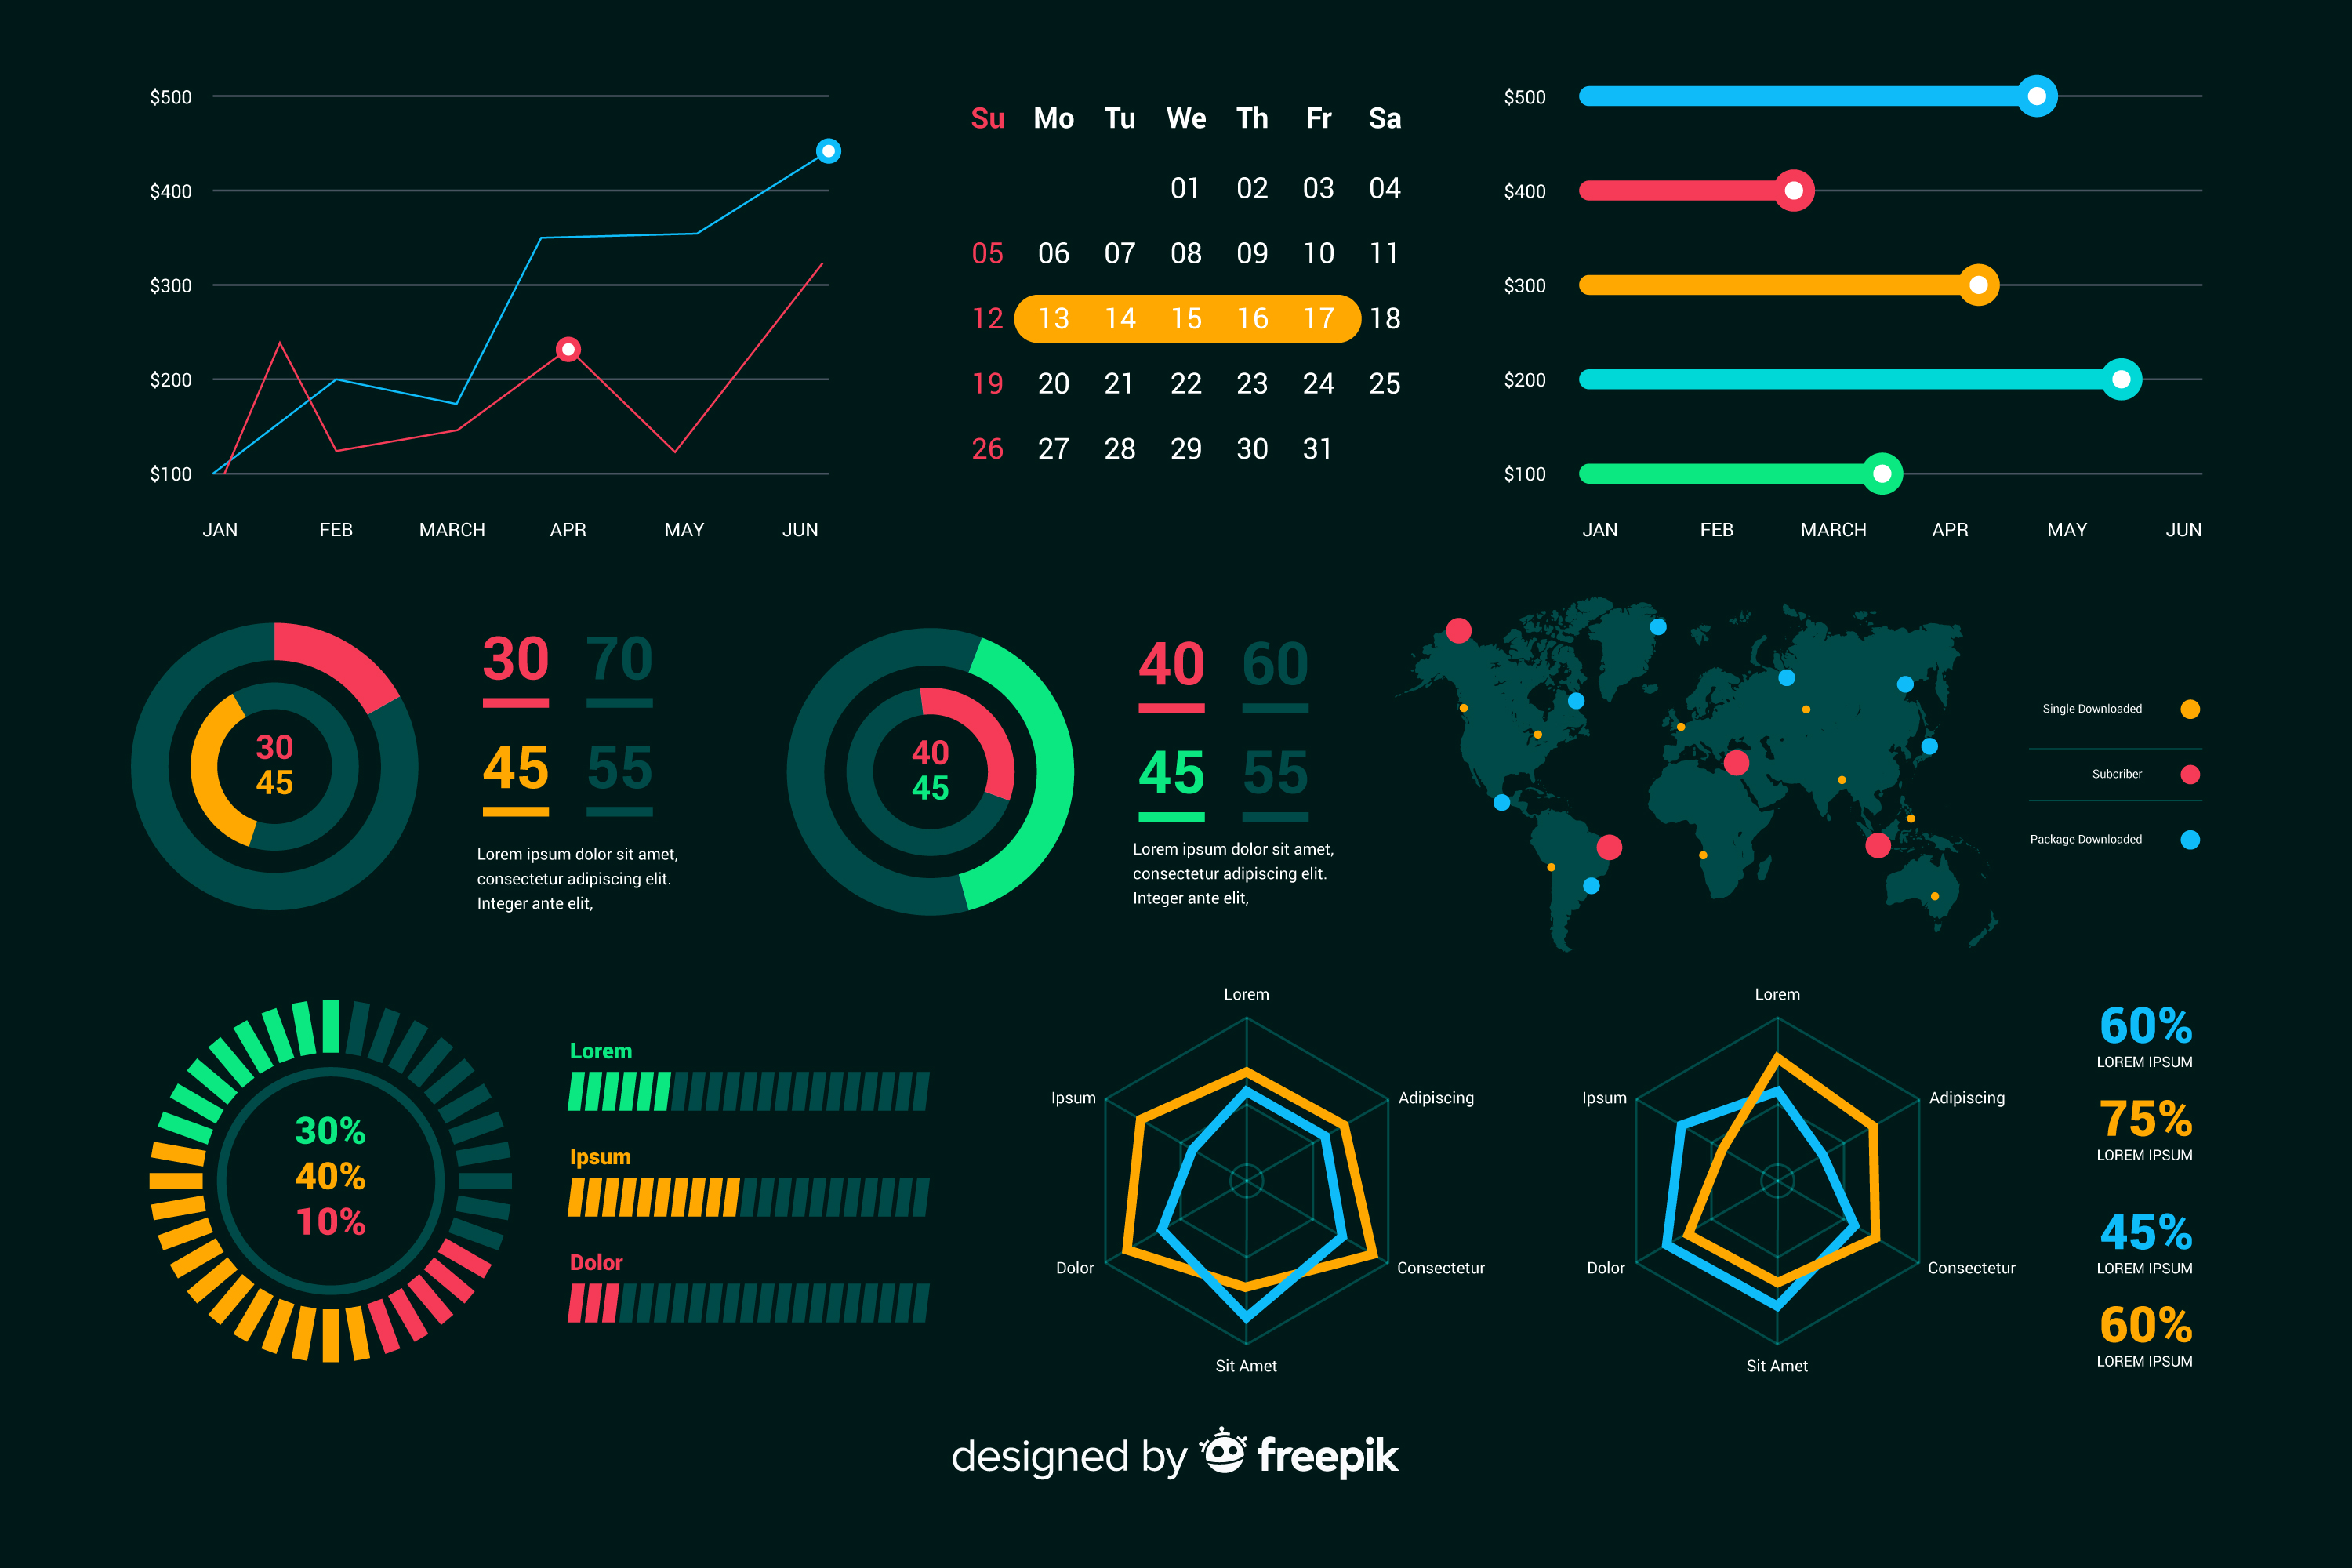 $500
$400
$300
$200
$100
JAN FEB MARCH APR MAY JUN
Su Mo Tu We Th Fr Sa
01 02 03 04
05 06 07 08 09 10 11
12 13 14 15 16 17 18
19 20 21 22 23 24 25
26 27 28 29 30 31
$500
$400
$300
$200
$100
JAN FEB MARCH APR MAY JUN
30
45
30 70
45 55
Lorem ipsum dolor sit amet,
consectetur adipiscing elit.
Integer ante elit,
40
45
40 60
45 55
Lorem ipsum dolor sit amet,
consectetur adipiscing elit.
Integer ante elit,
Single Downloaded
Subcriber
Package Downloaded
30%
40%
10%
Lorem
Ipsum
Dolor
Lorem
Ipsum
Adipiscing
Dolor
Consectetur
Sit Amet
Lorem
Ipsum
Adipiscing
Dolor
Consectetur
Sit Amet
60%
LOREM IPSUM
75%
LOREM IPSUM
45%
LOREM IPSUM
60%
LOREM IPSUM
designed by freepik